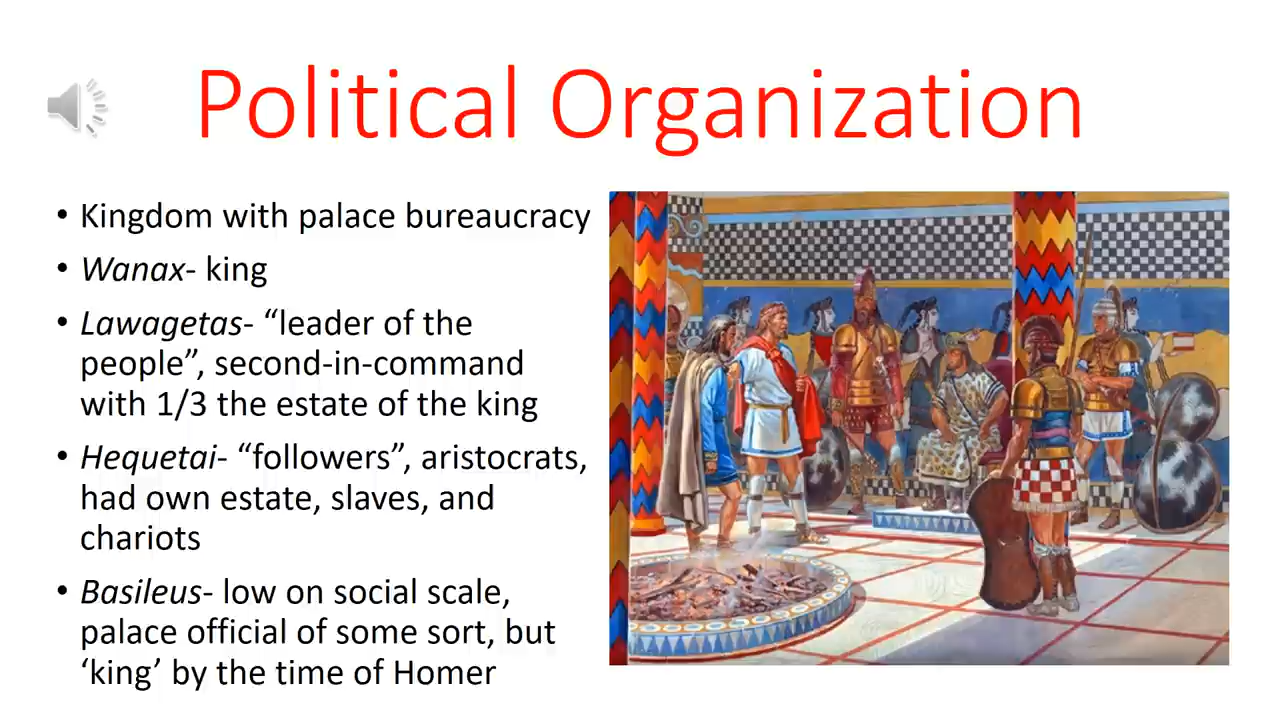 Political Organization
• Kingdom with palace bureaucracy
• Wanax- king
• Lawagetas- “leader of the
people”, second-in-command
with 1/3 the estate of the king
• Hequetai- “followers”, aristocrats,
had own estate, slaves, and
chariots
• Basileus- low on social scale,
palace official of some sort, but
‘king’ by the time of Homer